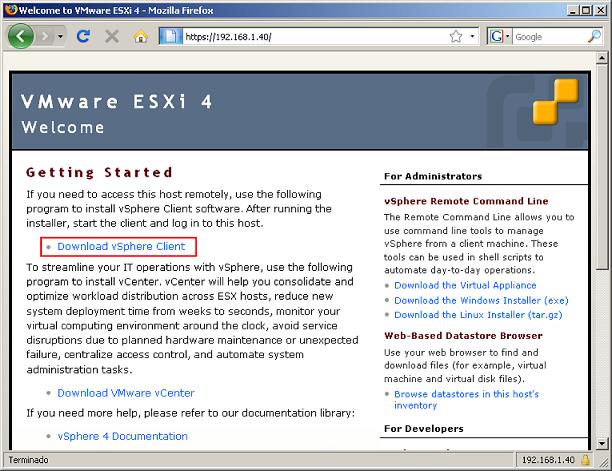 Welcome to VMware ESXi 4 - Mozilla Firefox
https://192.168.1.40/
Google
VMware ESXi 4
Welcome
Getting Started
If you need to access this host remotely, use the following
program to install vSphere Client software. After running the
installer, start the client and log in to this host.
Download vSphere Client
To streamline your IT operations with vSphere, use the following
program to install vCenter. vCenter will help you consolidate and
optimize workload distribution across ESX hosts, reduce new
system deployment time from weeks to seconds, monitor your
virtual computing environment around the clock, avoid service
disruptions due to planned hardware maintenance or unexpected
failure, centralize access control, and automate system
administration tasks.
Download VMware vCenter
If you need more help, please refer to our documentation library:
vSphere 4 Documentation
For Administrators
vSphere Remote Command Line
The Remote Command Line allows you to
use command line tools to manage
vSphere from a client machine. These
tools can be used in shell scripts to
automate day-to-day operations.
Download the Virtual Appliance
Download the Windows Installer (exe)
Download the Linux Installer (tar.gz)
Web-Based Datastore Browser
Use your web browser to find and
download files (for example, virtual
machine and virtual disk files).
Browse datastores in this host's
inventory
For Developers
Terminado
192.168.1.40